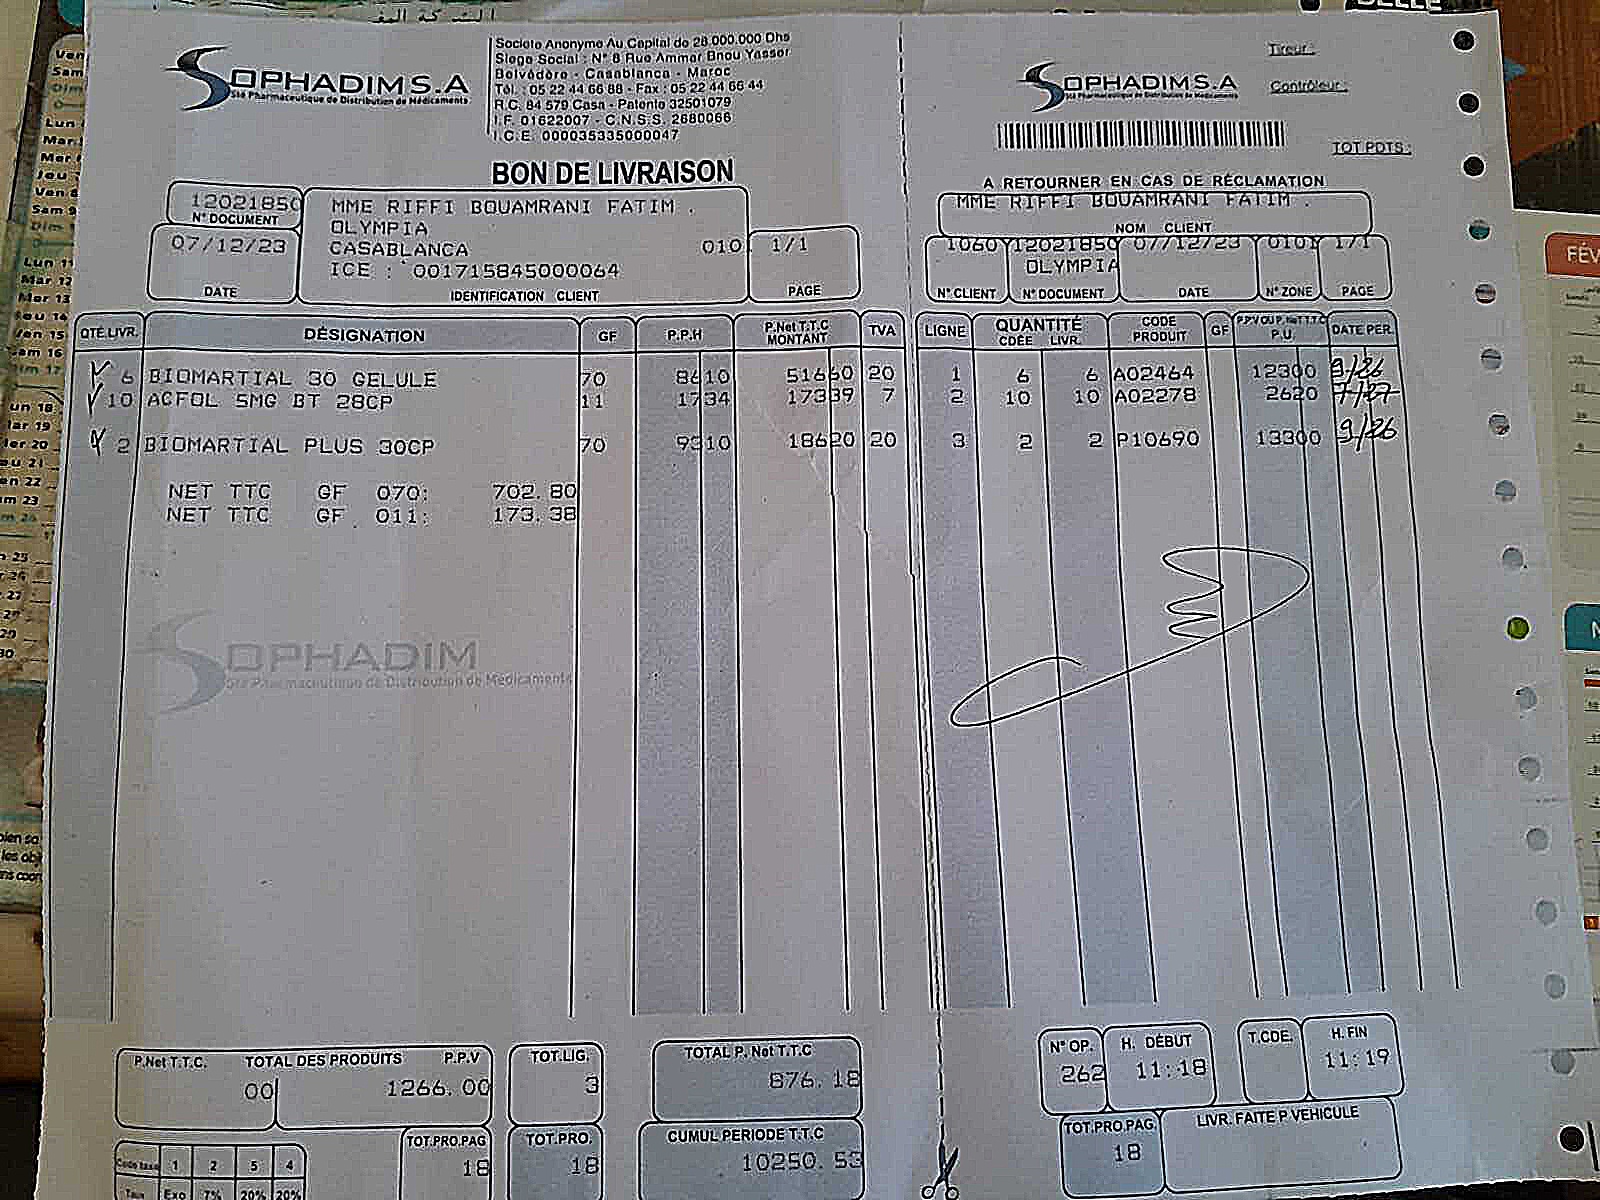 الشركة
SOPHADIM S.A
Sté Pharmaceutique de Distribution de Médicaments
Societe Anonyme Au Capital de 28.000.000 Dhs
Siege Social : N° 8 Rue Ammar Bnou Yasser
Belvédère - Casablanca - Maroc
Tél. : 05 22 44 66 88 - Fax : 05 22 44 66 44
R.C. 84 579 Casa - Patente 32501079
I.F. 01622007 - C.N.S.S. 2680066
I.C.E. 000035335000047
BON DE LIVRAISON
12021850
N° DOCUMENT
07/12/23
DATE
MME RIFFI BOUAMRANI FATIM .
OLYMPIA
CASABLANCA 010
ICE : 001715845000064
IDENTIFICATION CLIENT
1/1
PAGE
SOPHADIM S.A
Sté Pharmaceutique de Distribution de Médicaments
Tireur :
Contrôleur :
TOT PDTS :
A RETOURNER EN CAS DE RÉCLAMATION
MME RIFFI BOUAMRANI FATIM .
NOM CLIENT
1060 12021850 07/12/23 0101 1/1
OLYMPIA
N° CLIENT N° DOCUMENT DATE N° ZONE PAGE
QTÉ.LIVR. DÉSIGNATION GF P.P.H P.Net T.T.C MONTANT TVA
6 BIOMARTIAL 30 GELULE 70 8610 51660 20
10 ACFOL 5MG BT 28CP 11 1734 17339 7
2 BIOMARTIAL PLUS 30CP 70 9310 18620 20
NET TTC GF 070: 702.80
NET TTC GF 011: 173.38
LIGNE QUANTITÉ CDÉE LIVR. CODE PRODUIT GF P.P.V OU P. Net T.T.C P.U. DATE PER.
1 6 6 A02464 12300 9/26
2 10 10 A02278 2620 7/27
3 2 2 P10690 13300 9/26
SOPHADIM
Sté Pharmaceutique de Distribution de Médicaments
P.Net T.T.C. TOTAL DES PRODUITS P.P.V
00 1266.00
TOT.LIG.
3
TOTAL P. Net T.T.C
876.18
TOT.PRO.PAG
18
TOT.PRO.
18
CUMUL PERIODE T.T.C
10250.53
Code taxe 1 2 5 4
Taux Exo 7% 20% 20%
N° OP.
262
H. DÉBUT
11:18
T.CDE.
H. FIN
11:19
TOT.PRO.PAG.
18
LIVR. FAITE P VEHICULE